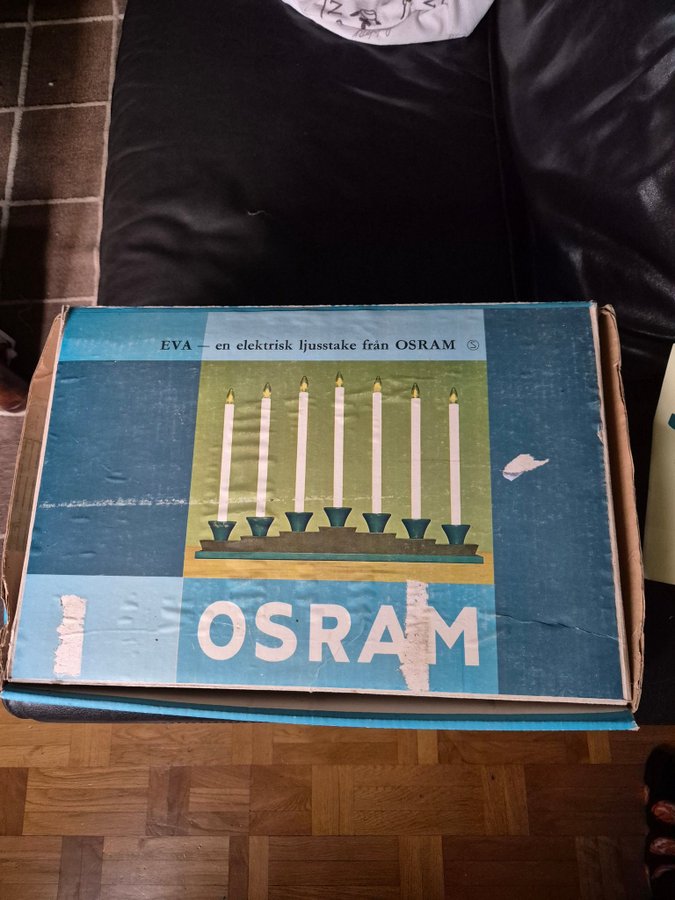 EVA — en elektrisk ljusstake från OSRAM Ⓢ
OSRAM